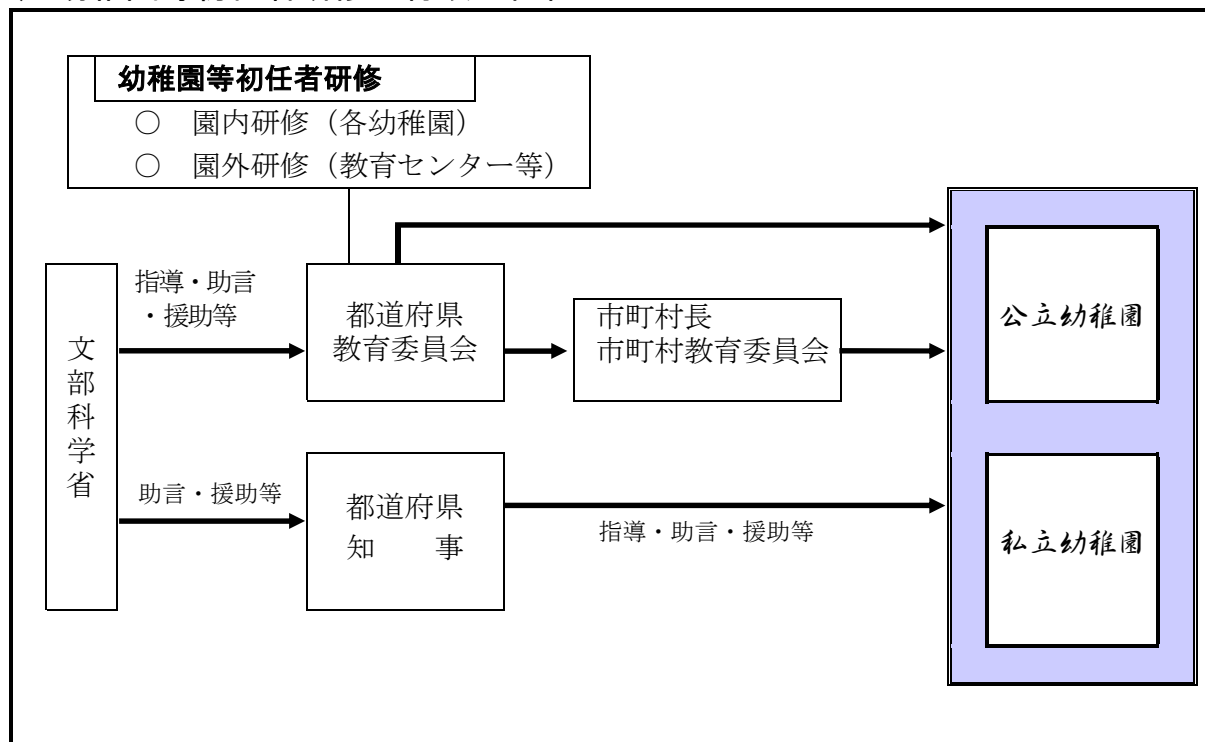 幼稚園等初任者研修
○ 園内研修（各幼稚園）
○ 園外研修（教育センター等）
指導・助言
・援助等
文部科学省
都道府県
教育委員会
市町村長
市町村教育委員会
公立幼稚園
助言・援助等
都道府県
知　　事
指導・助言・援助等
私立幼稚園